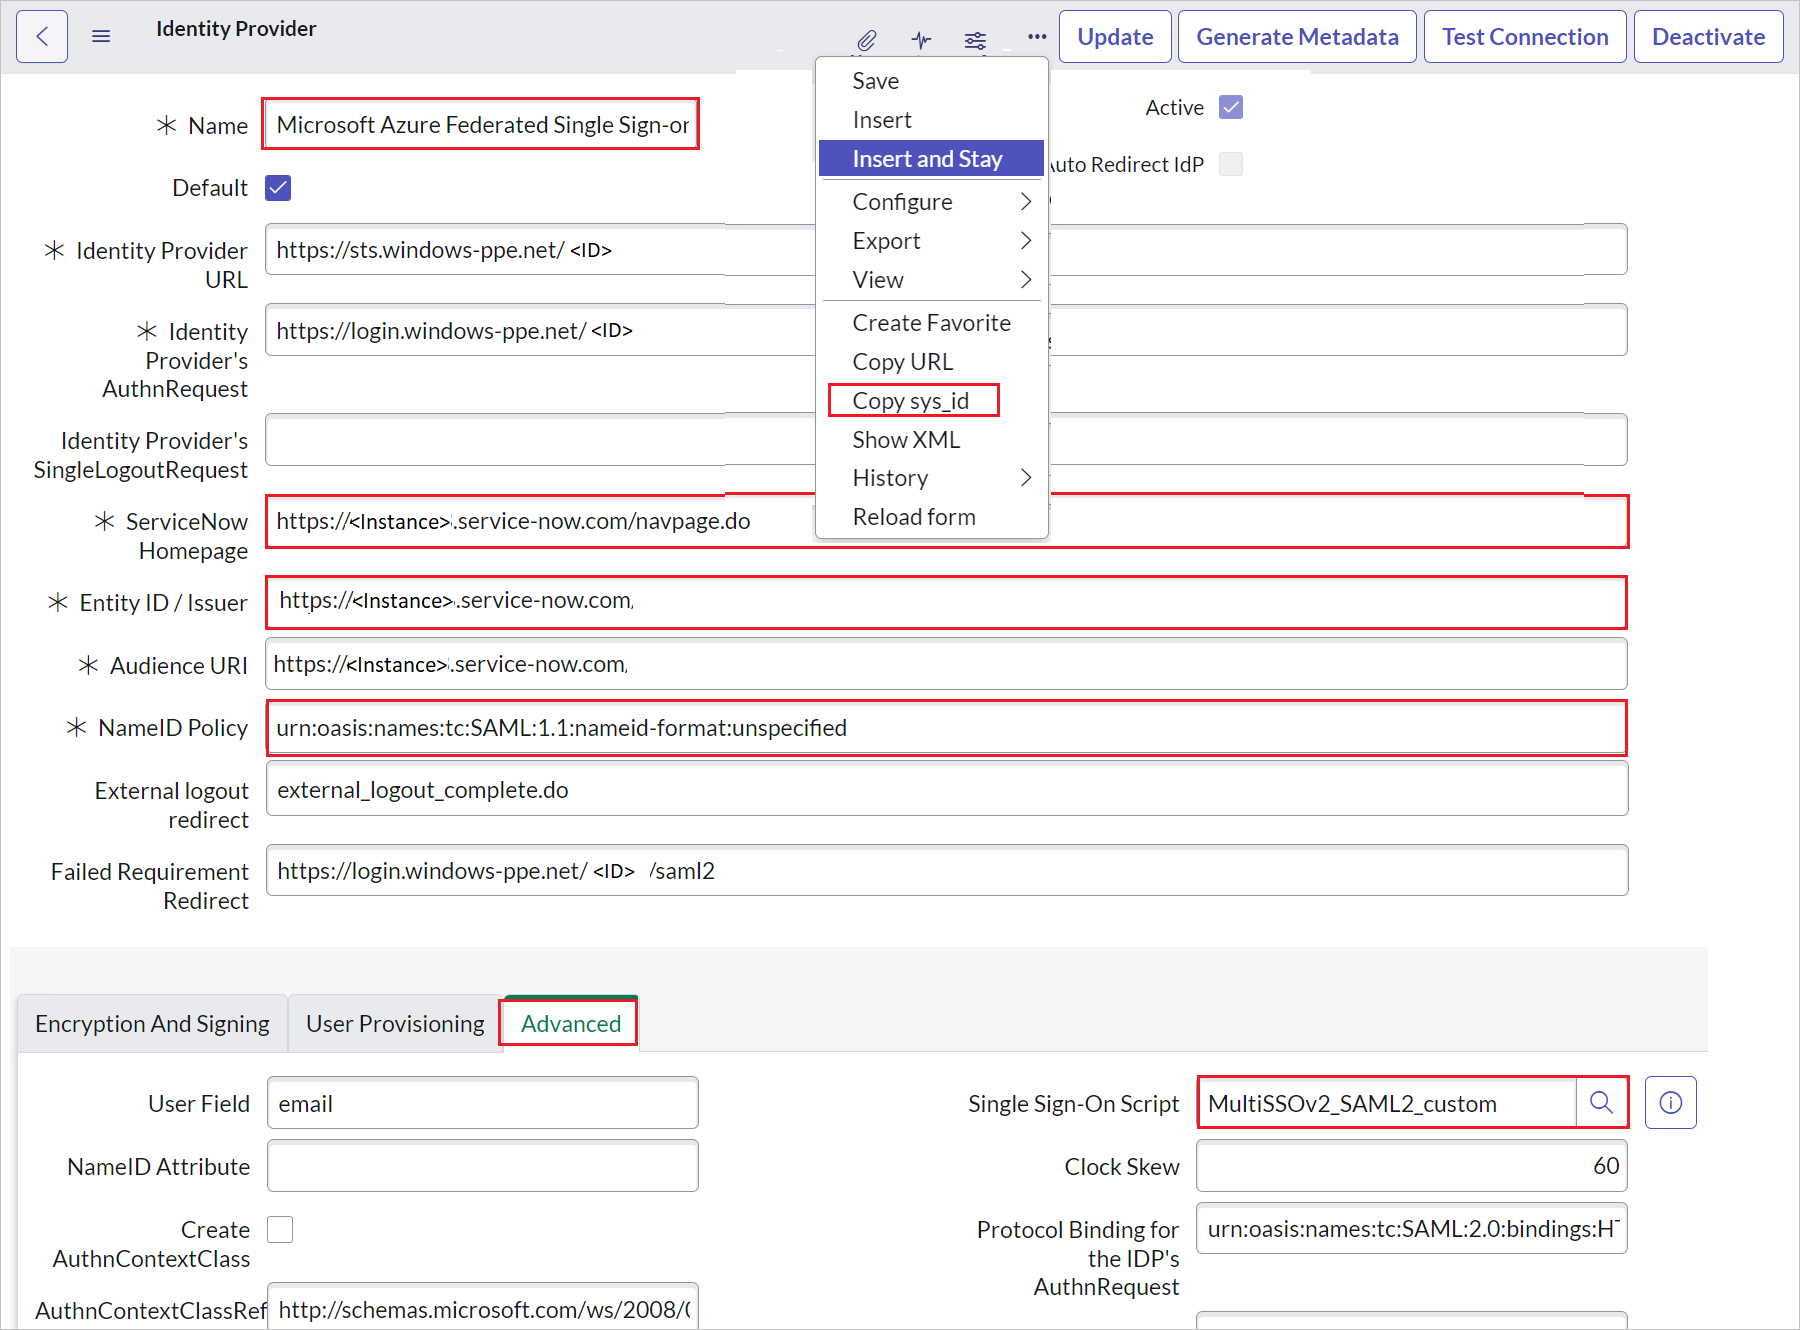 Identity Provider
Update
Generate Metadata
Test Connection
Deactivate
Save
Insert
Insert and Stay
Configure
Export
View
Create Favorite
Copy URL
Copy sys_id
Show XML
History
Reload form
Name
Microsoft Azure Federated Single Sign-on
Active
Default
Auto Redirect IdP
Identity Provider
URL
https://sts.windows-ppe.net/ <ID>
Identity
Provider's
AuthnRequest
https://login.windows-ppe.net/ <ID>
Identity Provider's
SingleLogoutRequest
ServiceNow
Homepage
https://<Instance>.service-now.com/navpage.do
Entity ID / Issuer
https://<Instance>.service-now.com
Audience URI
https://<Instance>.service-now.com
NameID Policy
urn:oasis:names:tc:SAML:1.1:nameid-format:unspecified
External logout
redirect
external_logout_complete.do
Failed Requirement
Redirect
https://login.windows-ppe.net/ <ID> /saml2
Encryption And Signing
User Provisioning
Advanced
User Field
email
Single Sign-On Script
MultiSSOv2_SAML2_custom
NameID Attribute
Clock Skew
60
Create
AuthnContextClass
Protocol Binding for
the IDP's
AuthnRequest
urn:oasis:names:tc:SAML:2.0:bindings:HT
AuthnContextClassRef
http://schemas.microsoft.com/ws/2008/0